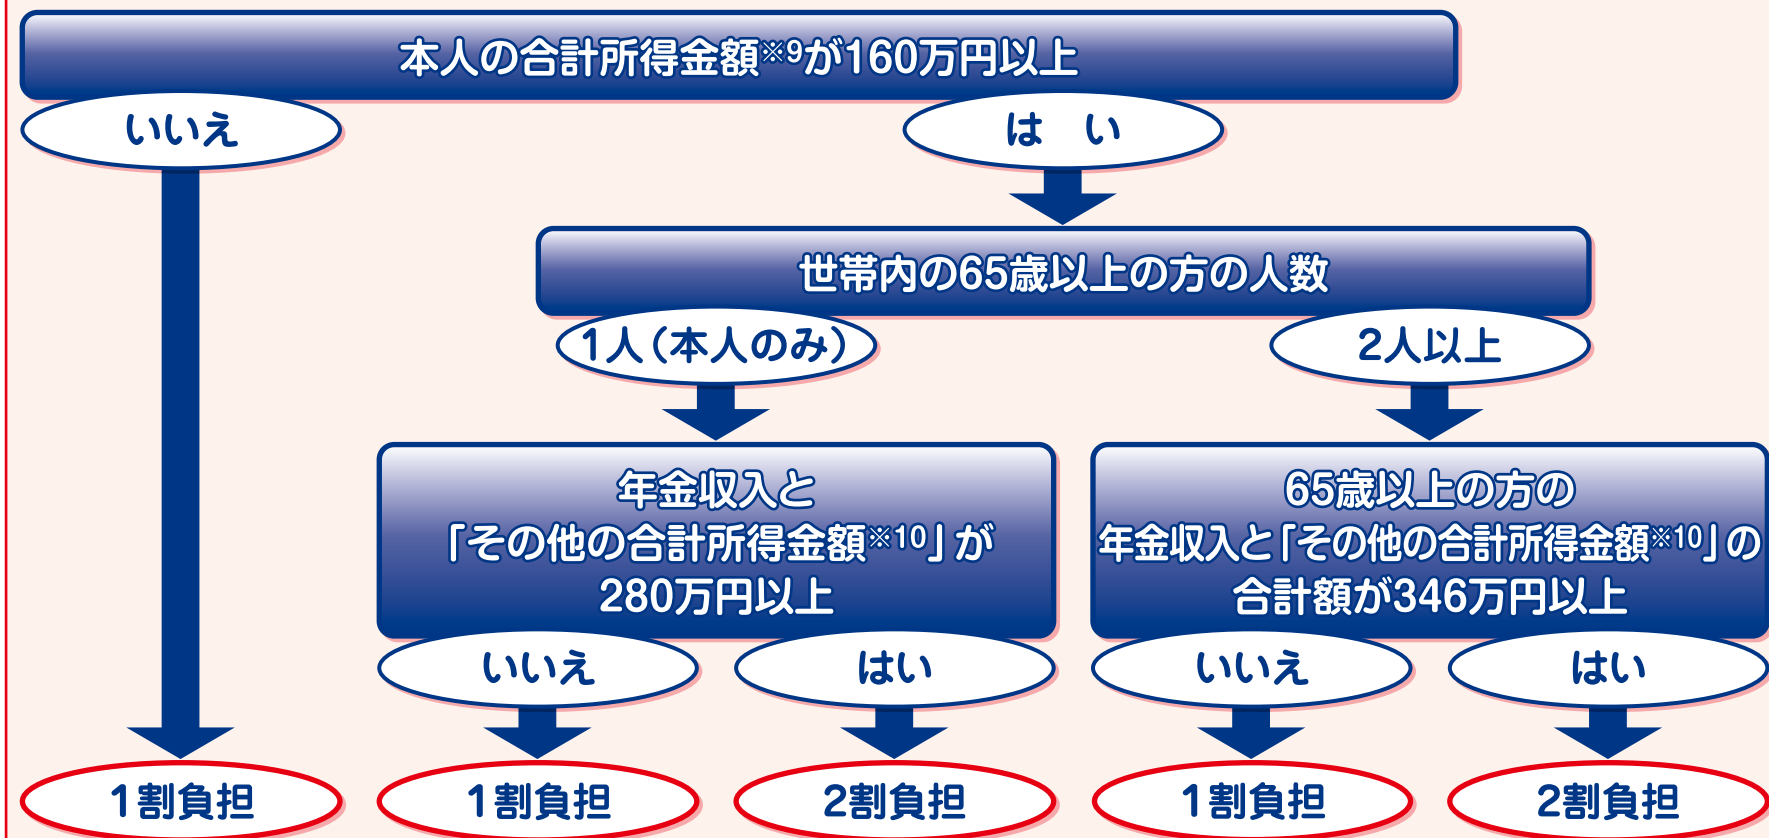 本人の合計所得金額※9が160万円以上
いいえ
は い
世帯内の65歳以上の方の人数
1人(本人のみ)
2人以上
年金収入と
「その他の合計所得金額※10」が
280万円以上
65歳以上の方の
年金収入と「その他の合計所得金額※10」の
合計額が346万円以上
いいえ
はい
いいえ
はい
1割負担
1割負担
2割負担
1割負担
2割負担